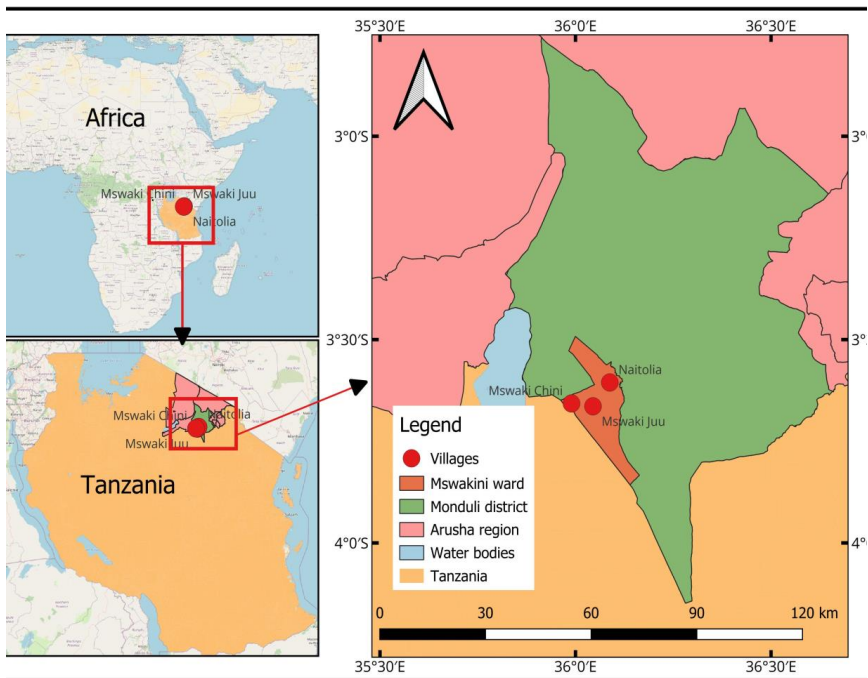 Africa
Mswaki Chini
Mswaki Juu
Naitolia
Mswaki Chini
Naitolia
Mswaki Juu
Tanzania
35°30'E
36°0'E
36°30'E
3°0'S
3°0'S
3°30'S
3°30'S
4°0'S
4°0'S
Naitolia
Mswaki Chini
Mswaki Juu
Legend
Villages
Mswakini ward
Monduli district
Arusha region
Water bodies
Tanzania
0 30 60 90 120 km
35°30'E
36°0'E
36°30'E